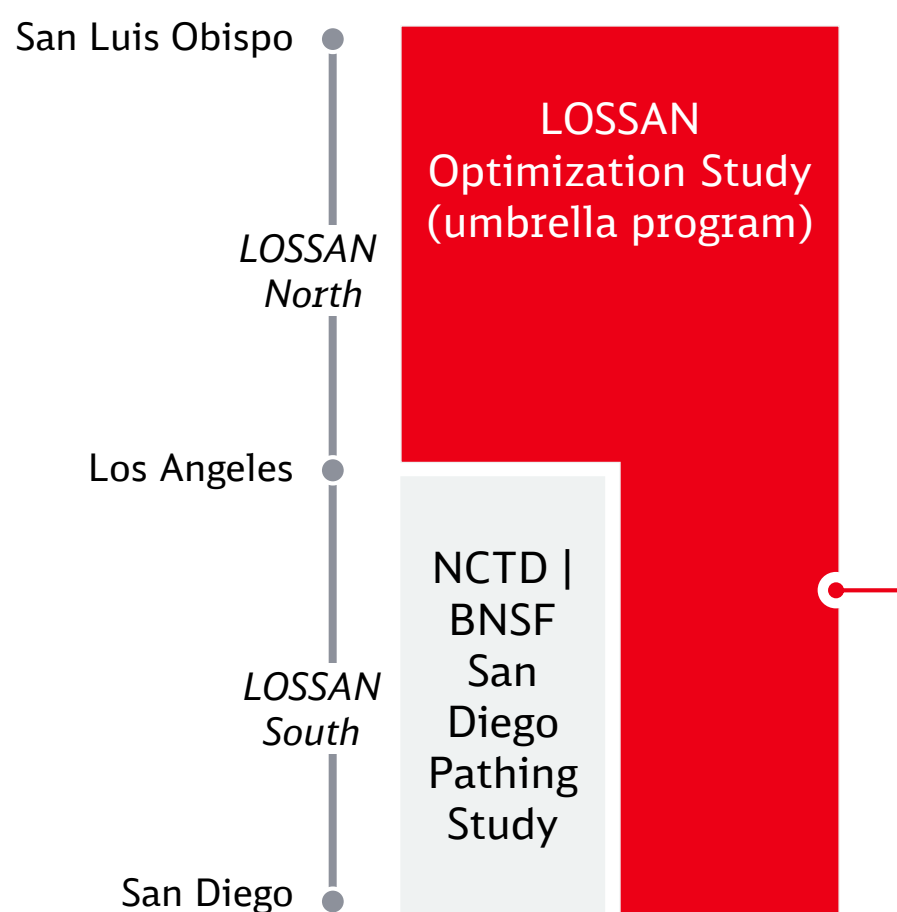 San Luis Obispo
LOSSAN
Optimization Study
(umbrella program)
LOSSAN
North
Los Angeles
NCTD |
BNSF
San
Diego
Pathing
Study
LOSSAN
South
San Diego